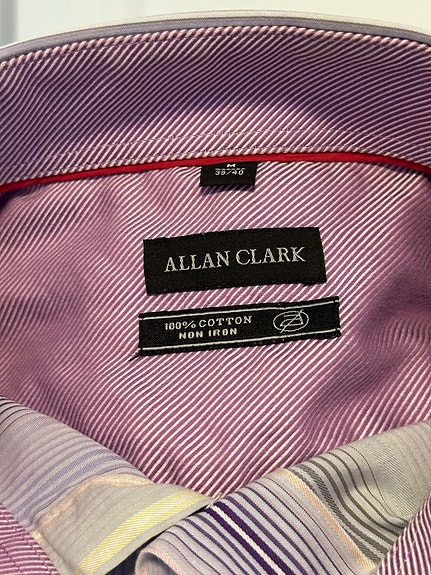 M
39/40
ALLAN CLARK
100% COTTON
NON IRON